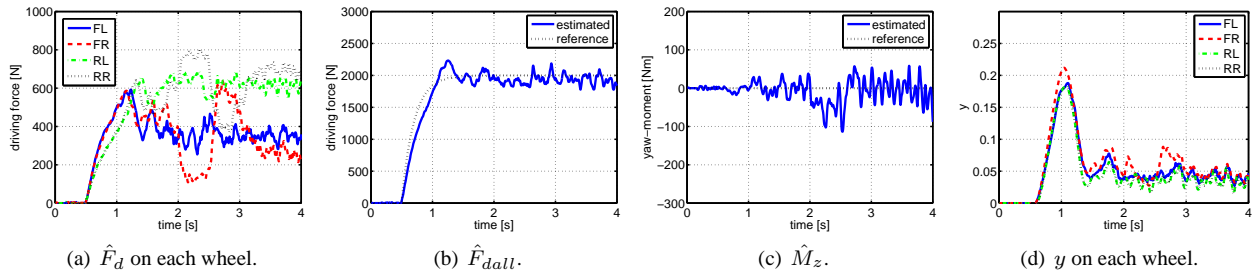 driving force [N]
1000
800
600
400
200
0
FL
FR
RL
RR
0 1 2 3 4
time [s]
(a) F̂_d on each wheel.
driving force [N]
3000
2500
2000
1500
1000
500
0
estimated
reference
0 1 2 3 4
time [s]
(b) F̂_dall.
yaw−moment [Nm]
200
100
0
−100
−200
−300
estimated
reference
0 1 2 3 4
time [s]
(c) M̂_z.
y
0.25
0.2
0.15
0.1
0.05
0
FL
FR
RL
RR
0 1 2 3 4
time [s]
(d) y on each wheel.